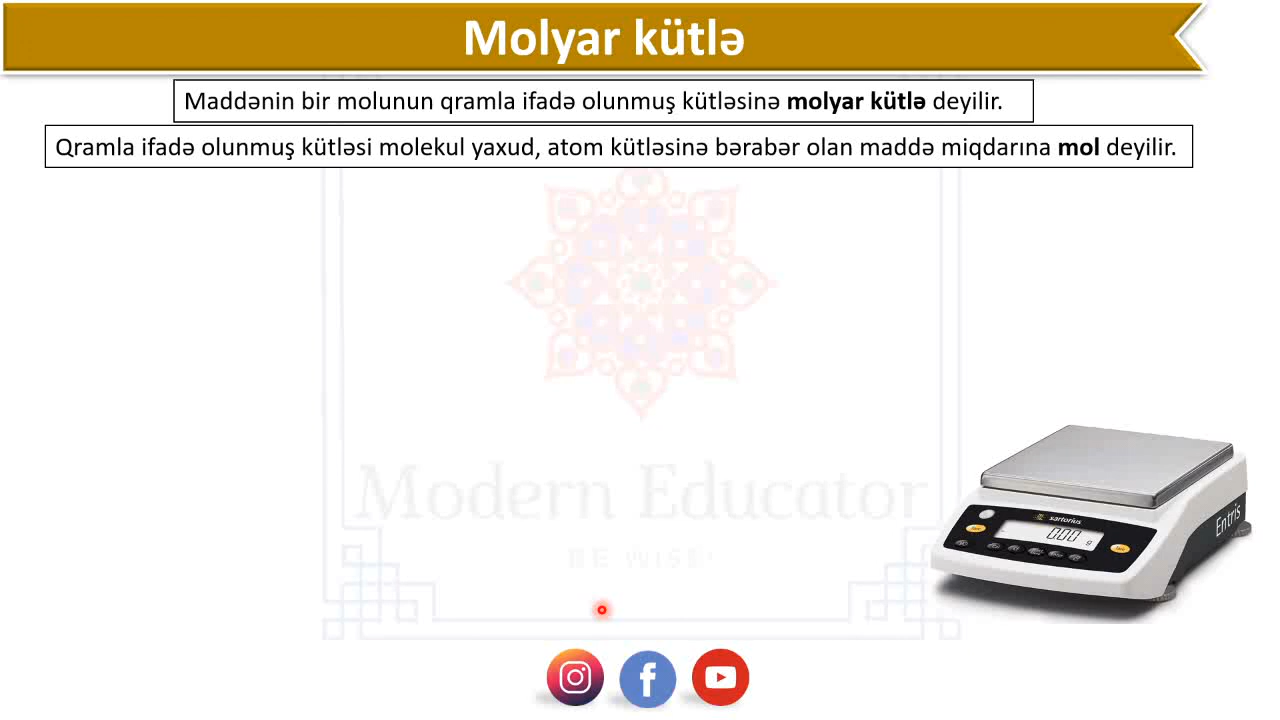 Molyar kütlə
Maddənin bir molunun qramla ifadə olunmuş kütləsinə molyar kütlə deyilir.
Qramla ifadə olunmuş kütləsi molekul yaxud, atom kütləsinə bərabər olan maddə miqdarına mol deyilir.
Modern Educator
BE WISE!
sartorius
000 g
Entris